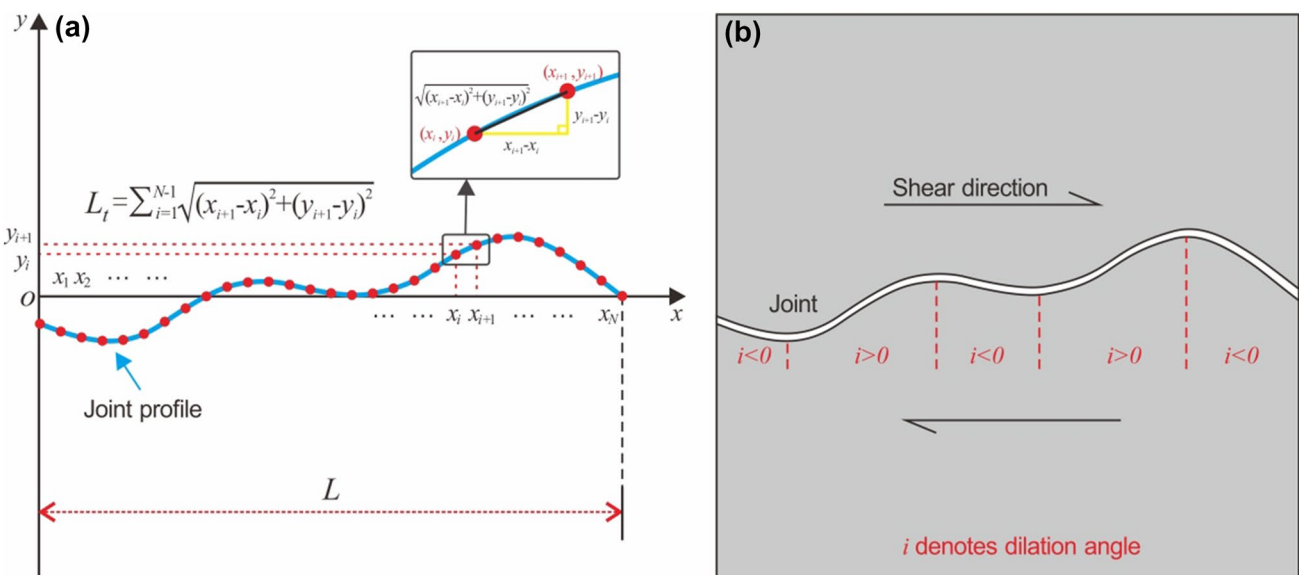 (a)
y
(xᵢ₊₁, yᵢ₊₁)
√(xᵢ₊₁-xᵢ)²+(yᵢ₊₁-yᵢ)²
yᵢ₊₁-yᵢ
(xᵢ, yᵢ)
xᵢ₊₁-xᵢ
Lₜ=∑ᵢ₌₁ᴺ⁻¹√(xᵢ₊₁-xᵢ)²+(yᵢ₊₁-yᵢ)²
yᵢ₊₁
yᵢ
x₁ x₂ ... ...
O
... ... xᵢ xᵢ₊₁ ... ... x_N x
Joint profile
L
(b)
Shear direction
Joint
i<0 i>0 i<0 i>0 i<0
i denotes dilation angle